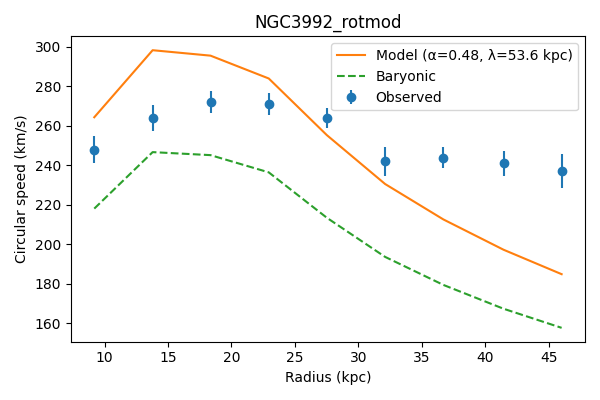 NGC3992_rotmod
Model (α=0.48, λ=53.6 kpc)
Baryonic
Observed
Circular speed (km/s)
300
280
260
240
220
200
180
160
10
15
20
25
30
35
40
45
Radius (kpc)